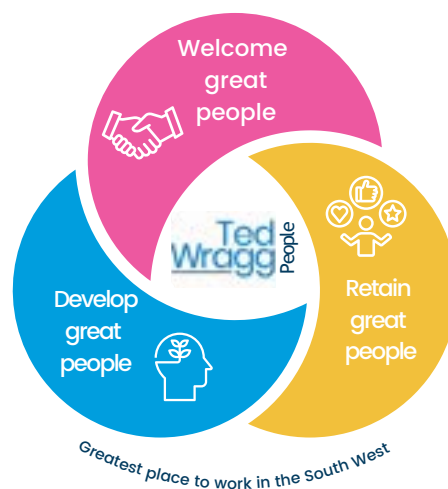 Welcome
great
people
Ted
Wragg
People
Retain
great
people
Develop
great
people
Greatest place to work in the South West